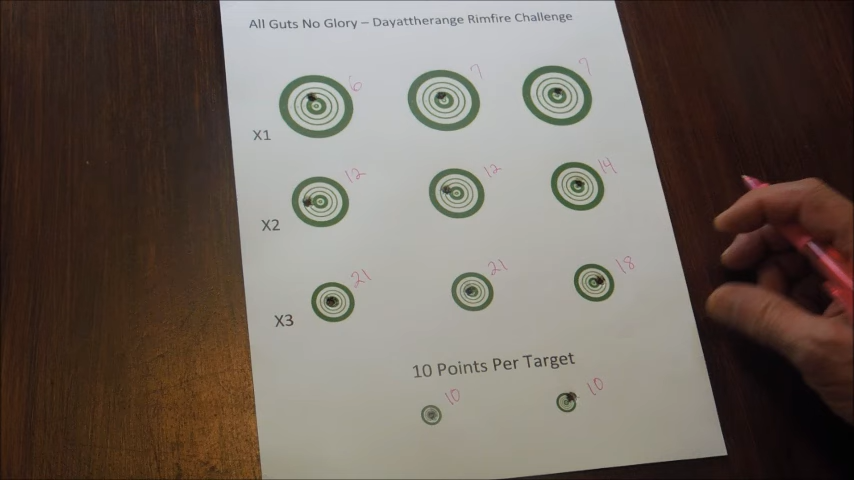 All Guts No Glory – Dayattherange Rimfire Challenge
6 7 7
X1
12 12 14
X2
21 21 18
X3
10 Points Per Target
10 10